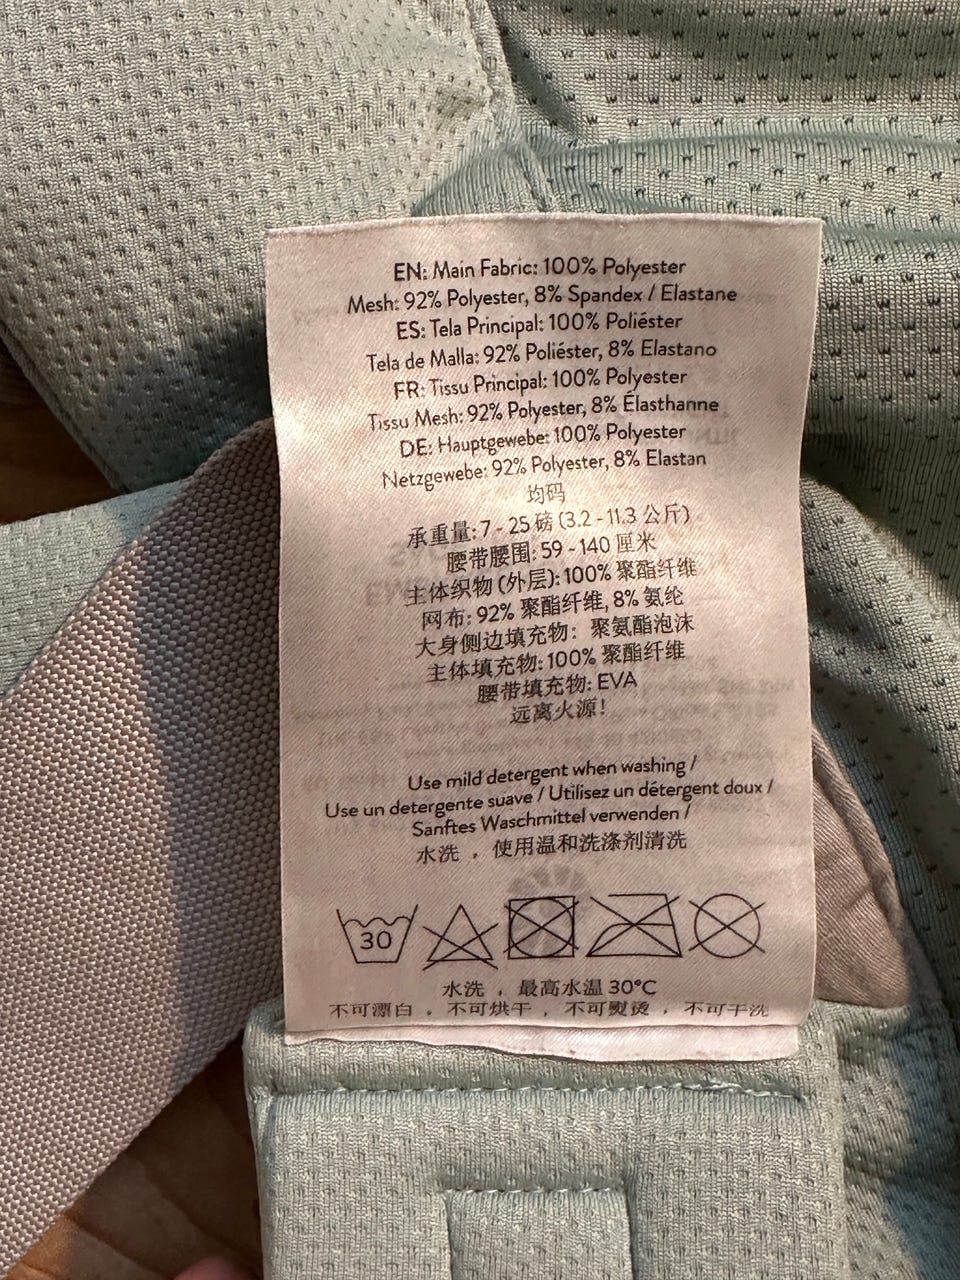 EN: Main Fabric: 100% Polyester
Mesh: 92% Polyester, 8% Spandex / Elastane
ES: Tela Principal: 100% Poliéster
Tela de Malla: 92% Poliéster, 8% Elastano
FR: Tissu Principal: 100% Polyester
Tissu Mesh: 92% Polyester, 8% Élasthanne
DE: Hauptgewebe: 100% Polyester
Netzgewebe: 92% Polyester, 8% Elastan
均码
承重量: 7 - 25 磅 (3.2 - 11.3 公斤)
腰带腰围: 59 - 140 厘米
主体织物 (外层): 100% 聚酯纤维
网布: 92% 聚酯纤维, 8% 氨纶
大身侧边填充物：聚氨酯泡沫
主体填充物: 100% 聚酯纤维
腰带填充物: EVA
远离火源!
Use mild detergent when washing /
Use un detergente suave / Utilisez un détergent doux /
Sanftes Waschmittel verwenden /
水洗，使用温和洗涤剂清洗
30
水洗，最高水温 30°C
不可漂白，不可烘干，不可熨烫，不可干洗